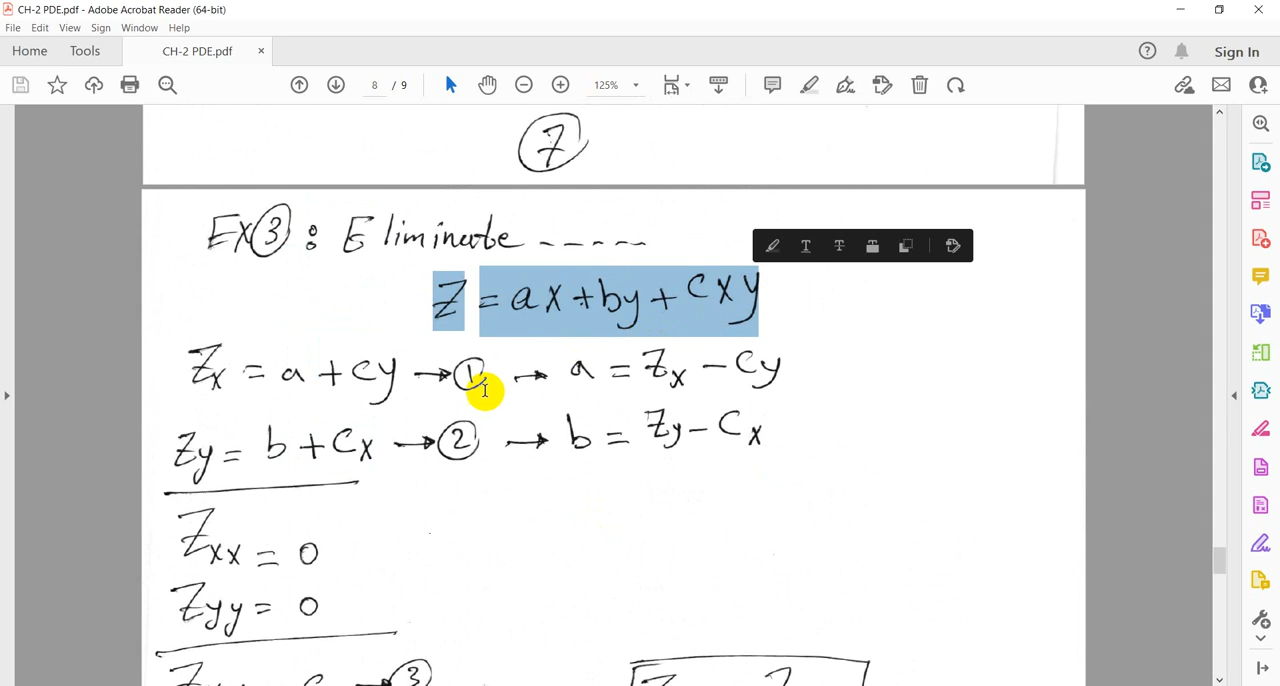 CH-2 PDE.pdf - Adobe Acrobat Reader (64-bit)
File Edit View Sign Window Help
Home Tools CH-2 PDE.pdf × Sign In
8 / 9 125%
7
EX 3 : Eliminate -----
Z = ax + by + cxy
Zx = a + cy → 1 → a = Zx - cy
Zy = b + cx → 2 → b = Zy - cx
Zxx = 0
Zyy = 0